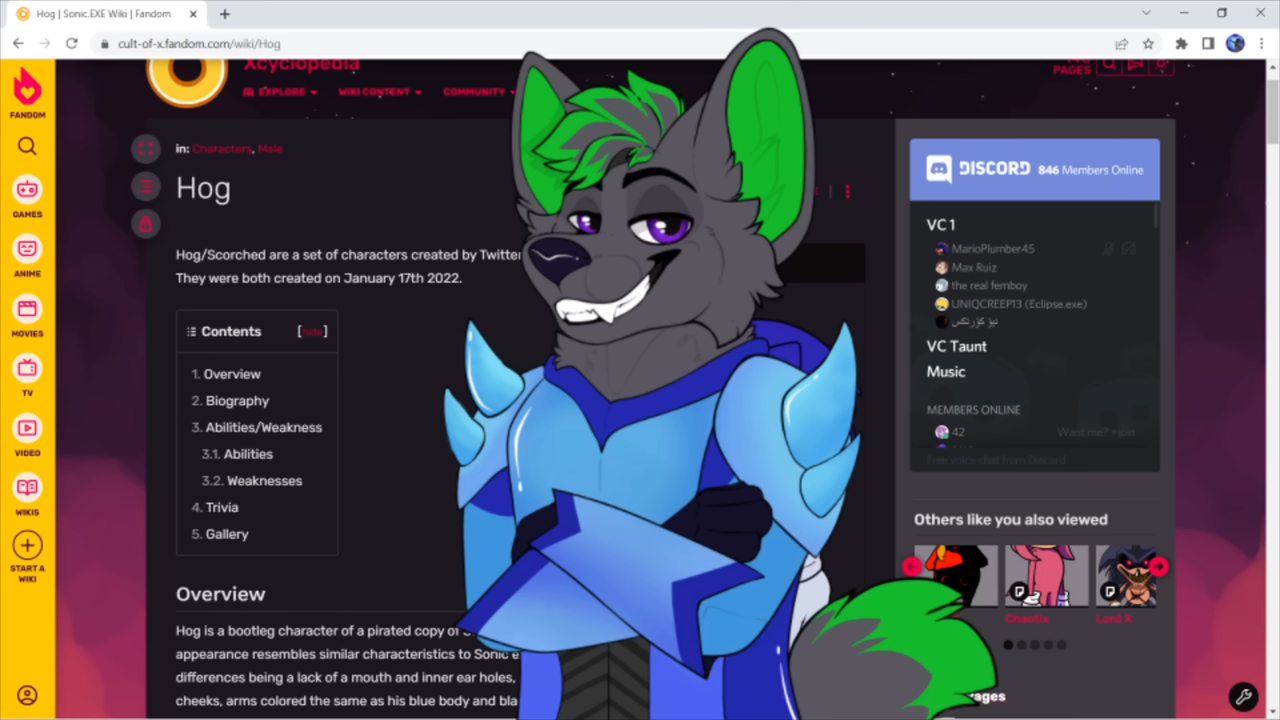 Hog | Sonic.EXE Wiki | Fandom
cult-of-x.fandom.com/wiki/Hog
Xcyclopedia
PAGES
EXPLORE
WIKI CONTENT
COMMUNITY
FANDOM
GAMES
ANIME
MOVIES
TV
VIDEO
WIKIS
START A
WIKI
in: Characters, Male
Hog
Hog/Scorched are a set of characters created by Twitter
They were both created on January 17th 2022.
Contents [hide]
1. Overview
2. Biography
3. Abilities/Weakness
3.1. Abilities
3.2. Weaknesses
4. Trivia
5. Gallery
Overview
Hog is a bootleg character of a pirated copy of
appearance resembles similar characteristics to Sonic
differences being a lack of a mouth and inner ear holes,
cheeks, arms colored the same as his blue body and
DISCORD 846 Members Online
VC 1
MarioPlumber45
Max Ruiz
the real femboy
UNIQCREEP13 (Eclipse.exe)
VC Taunt
Music
MEMBERS ONLINE
42 Want me? +join
Free voice chat from Discord
Others like you also viewed
Chaotix
Lord X